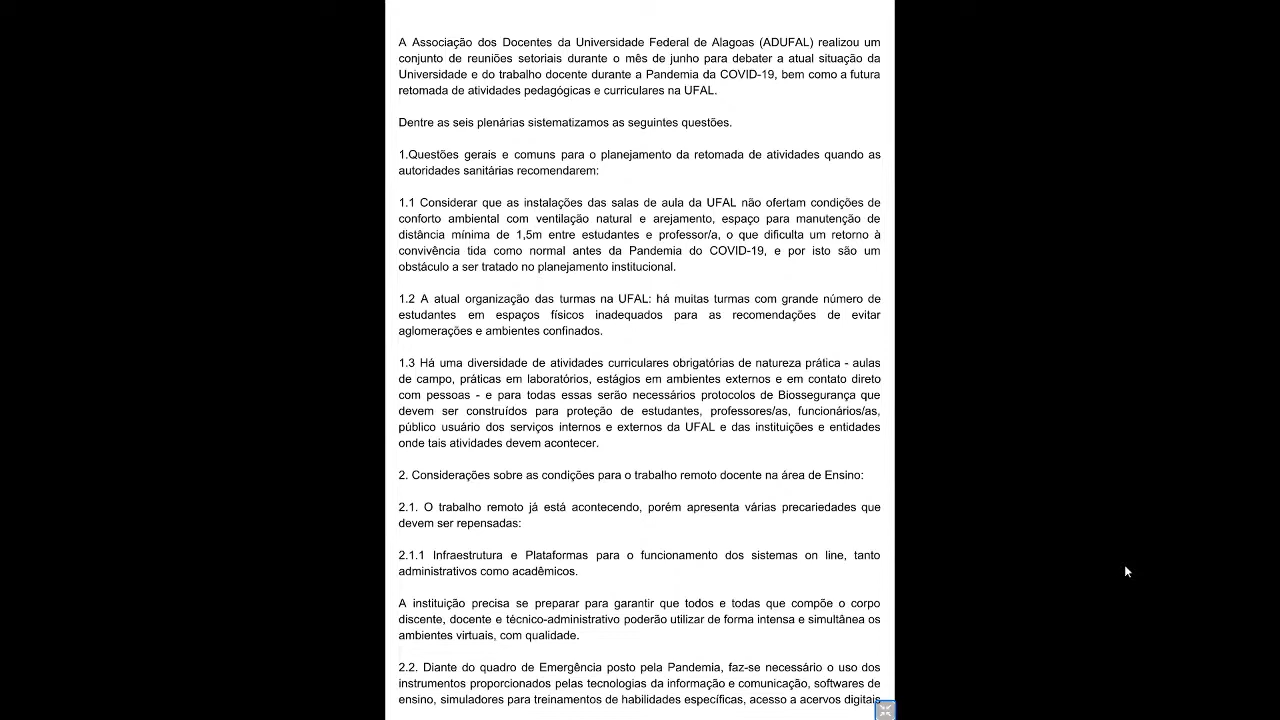 A Associação dos Docentes da Universidade Federal de Alagoas (ADUFAL) realizou um
conjunto de reuniões setoriais durante o mês de junho para debater a atual situação da
Universidade e do trabalho docente durante a Pandemia da COVID-19, bem como a futura
retomada de atividades pedagógicas e curriculares na UFAL.
Dentre as seis plenárias sistematizamos as seguintes questões.
1.Questões gerais e comuns para o planejamento da retomada de atividades quando as
autoridades sanitárias recomendarem:
1.1 Considerar que as instalações das salas de aula da UFAL não ofertam condições de
conforto ambiental com ventilação natural e arejamento, espaço para manutenção de
distância mínima de 1,5m entre estudantes e professor/a, o que dificulta um retorno à
convivência tida como normal antes da Pandemia do COVID-19, e por isto são um
obstáculo a ser tratado no planejamento institucional.
1.2 A atual organização das turmas na UFAL: há muitas turmas com grande número de
estudantes em espaços físicos inadequados para as recomendações de evitar
aglomerações e ambientes confinados.
1.3 Há uma diversidade de atividades curriculares obrigatórias de natureza prática - aulas
de campo, práticas em laboratórios, estágios em ambientes externos e em contato direto
com pessoas - e para todas essas serão necessários protocolos de Biossegurança que
devem ser construídos para proteção de estudantes, professores/as, funcionários/as,
público usuário dos serviços internos e externos da UFAL e das instituições e entidades
onde tais atividades devem acontecer.
2. Considerações sobre as condições para o trabalho remoto docente na área de Ensino:
2.1. O trabalho remoto já está acontecendo, porém apresenta várias precariedades que
devem ser repensadas:
2.1.1 Infraestrutura e Plataformas para o funcionamento dos sistemas on line, tanto
administrativos como acadêmicos.
A instituição precisa se preparar para garantir que todos e todas que compõe o corpo
discente, docente e técnico-administrativo poderão utilizar de forma intensa e simultânea os
ambientes virtuais, com qualidade.
2.2. Diante do quadro de Emergência posto pela Pandemia, faz-se necessário o uso dos
instrumentos proporcionados pelas tecnologias da informação e comunicação, softwares de
ensino, simuladores para treinamentos de habilidades específicas, acesso a acervos digitais